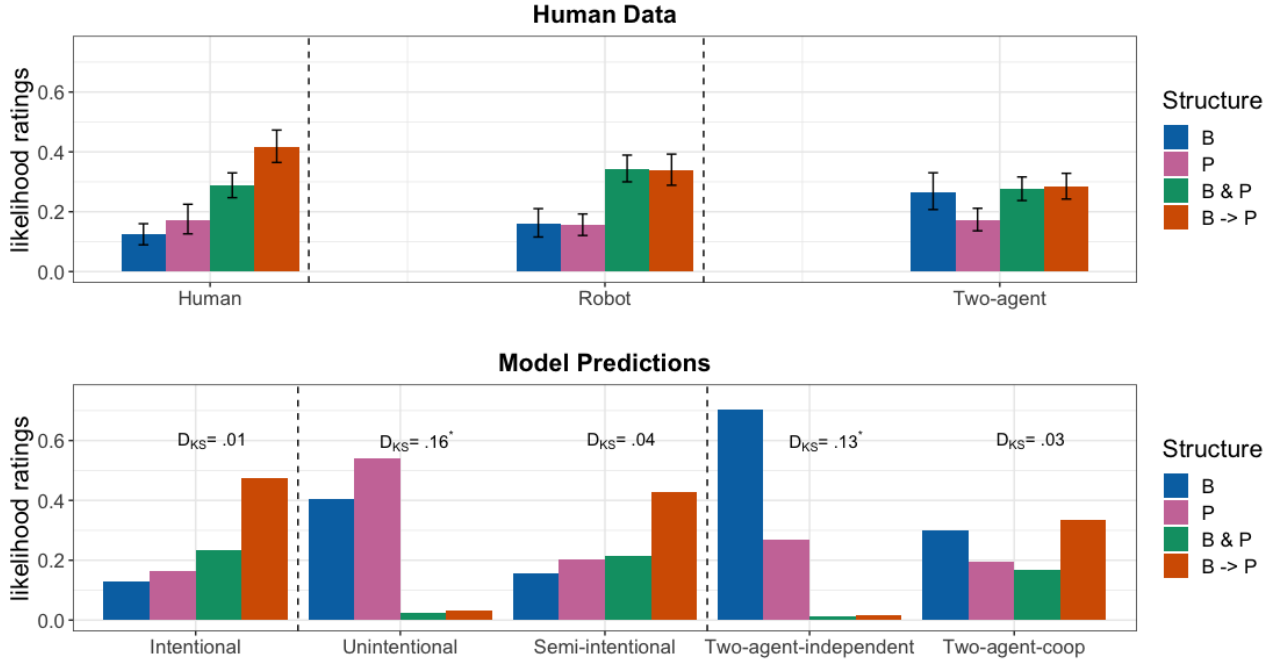 Human Data
likelihood ratings
0.6
0.4
0.2
0.0
Human
Robot
Two-agent
Structure
B
P
B & P
B -> P
Model Predictions
likelihood ratings
0.6
0.4
0.2
0.0
DKS= .01
DKS= .16*
DKS= .04
DKS= .13*
DKS= .03
Intentional
Unintentional
Semi-intentional
Two-agent-independent
Two-agent-coop
Structure
B
P
B & P
B -> P